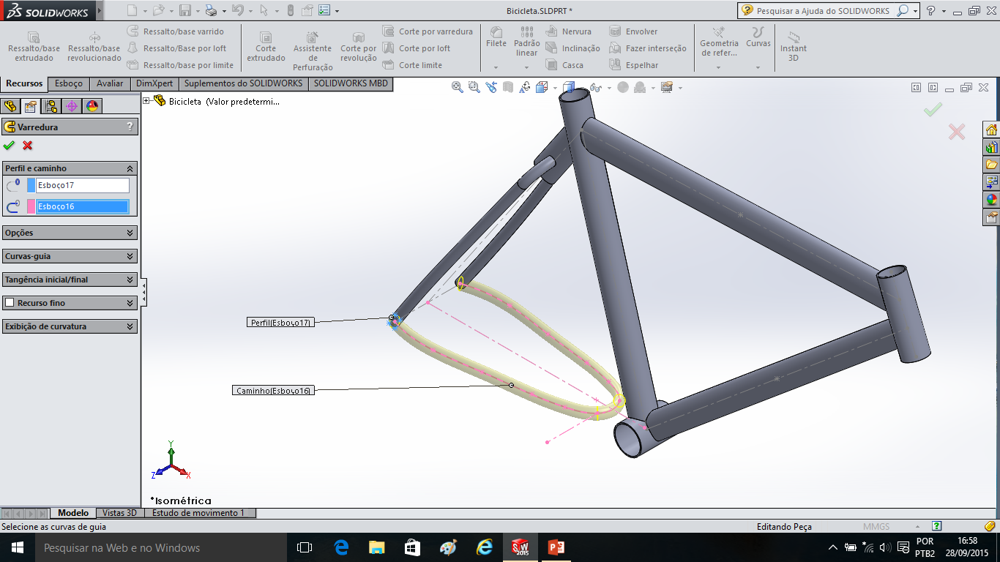 SOLIDWORKS
Bicicleta.SLDPRT *
Pesquisar a Ajuda do SOLIDWORKS
Ressalto/base extrudado
Ressalto/base revolucionado
Ressalto/base varrido
Ressalto/Base por loft
Ressalto/Base por limite
Corte extrudado
Assistente de Perfuração
Corte por revolução
Corte por varredura
Corte por loft
Corte limite
Filete
Padrão linear
Nervura
Inclinação
Casca
Envolver
Fazer interseção
Espelhar
Geometria de refer...
Curvas
Instant 3D
Recursos
Esboço
Avaliar
DimXpert
Suplementos do SOLIDWORKS
SOLIDWORKS MBD
Bicicleta (Valor predetermi...
Varredura
?
Perfil e caminho
Esboço17
Esboço16
Opções
Curvas-guia
Tangência inicial/final
Recurso fino
Exibição de curvatura
Perfil(Esboço17)
Caminho(Esboço16)
Y
Z
X
*Isométrica
Modelo
Vistas 3D
Estudo de movimento 1
Selecione as curvas de guia
Editando Peça
MMGS
Pesquisar na Web e no Windows
SW
2015
POR
PTB2
16:58
28/09/2015